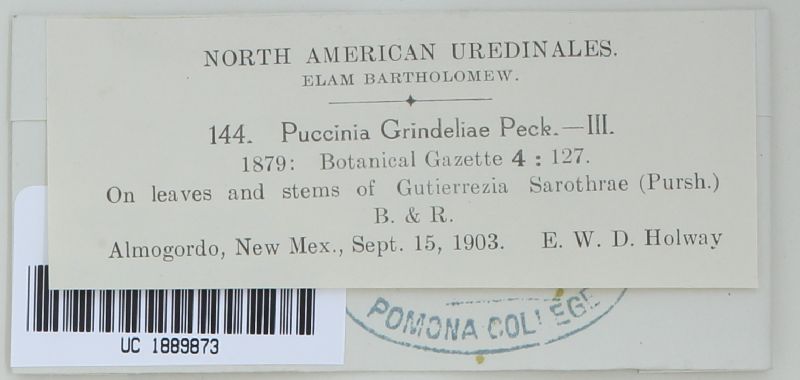 NORTH AMERICAN UREDINALES.
ELAM BARTHOLOMEW.
144. Puccinia Grindeliae Peck.—III.
1879: Botanical Gazette 4 : 127.
On leaves and stems of Gutierrezia Sarothrae (Pursh.)
B. & R.
Almogordo, New Mex., Sept. 15, 1903. E. W. D. Holway
POMONA COLLEGE
UC 1889873